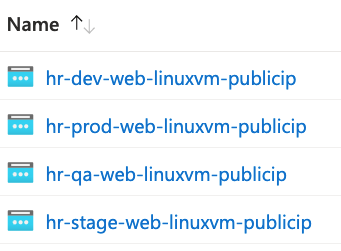 Name
hr-dev-web-linuxvm-publicip
hr-prod-web-linuxvm-publicip
hr-qa-web-linuxvm-publicip
hr-stage-web-linuxvm-publicip